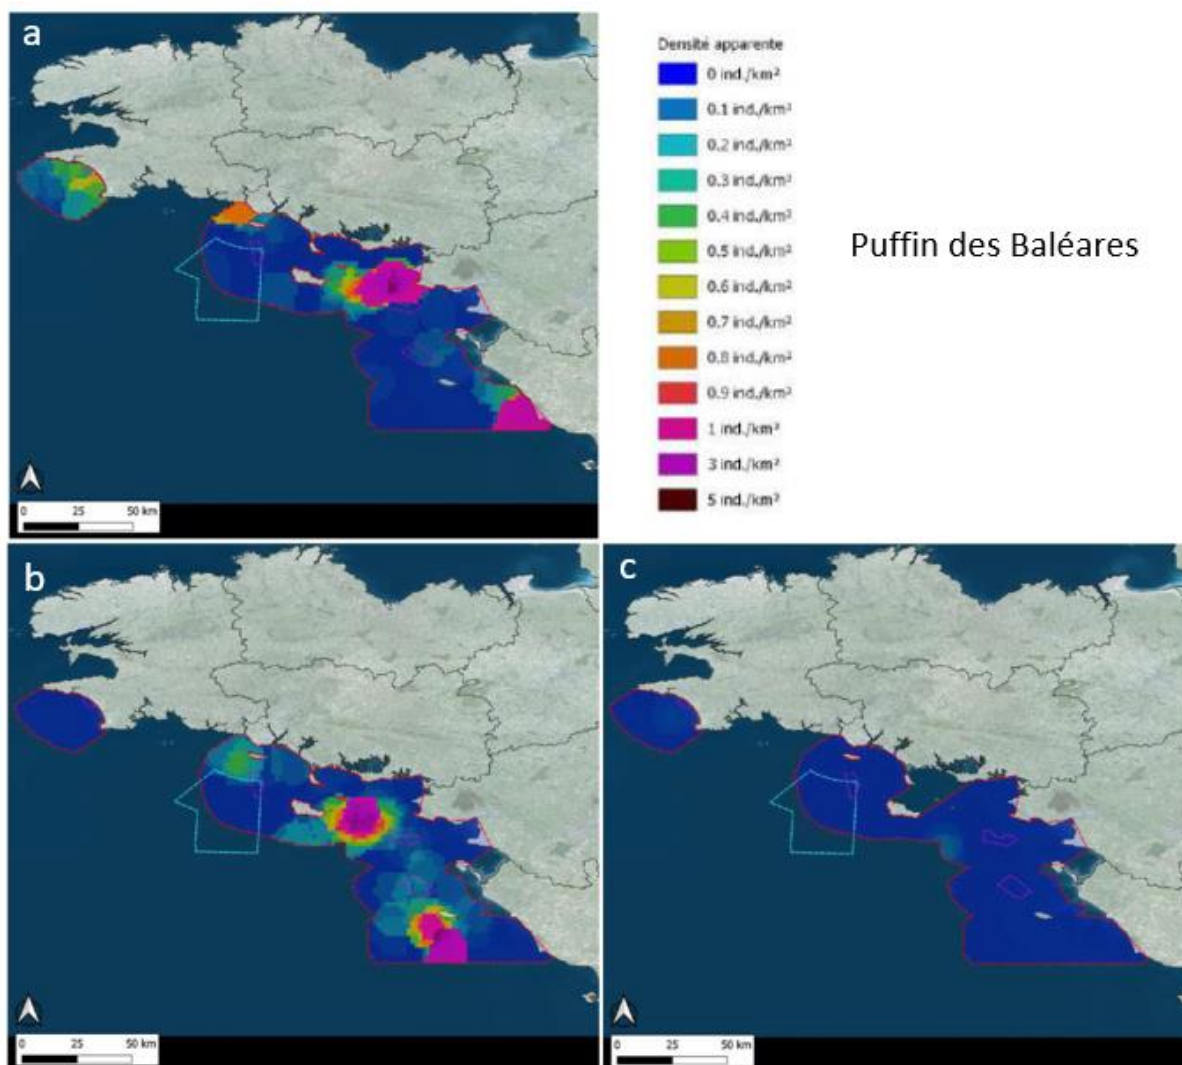 a
Densité apparente
0 ind./km²
0.1 ind./km²
0.2 ind./km²
0.3 ind./km²
0.4 ind./km²
0.5 ind./km²
0.6 ind./km²
0.7 ind./km²
0.8 ind./km²
0.9 ind./km²
1 ind./km²
3 ind./km²
5 ind./km²
Puffin des Baléares
0 25 50 km
b
0 25 50 km
c
0 25 50 km